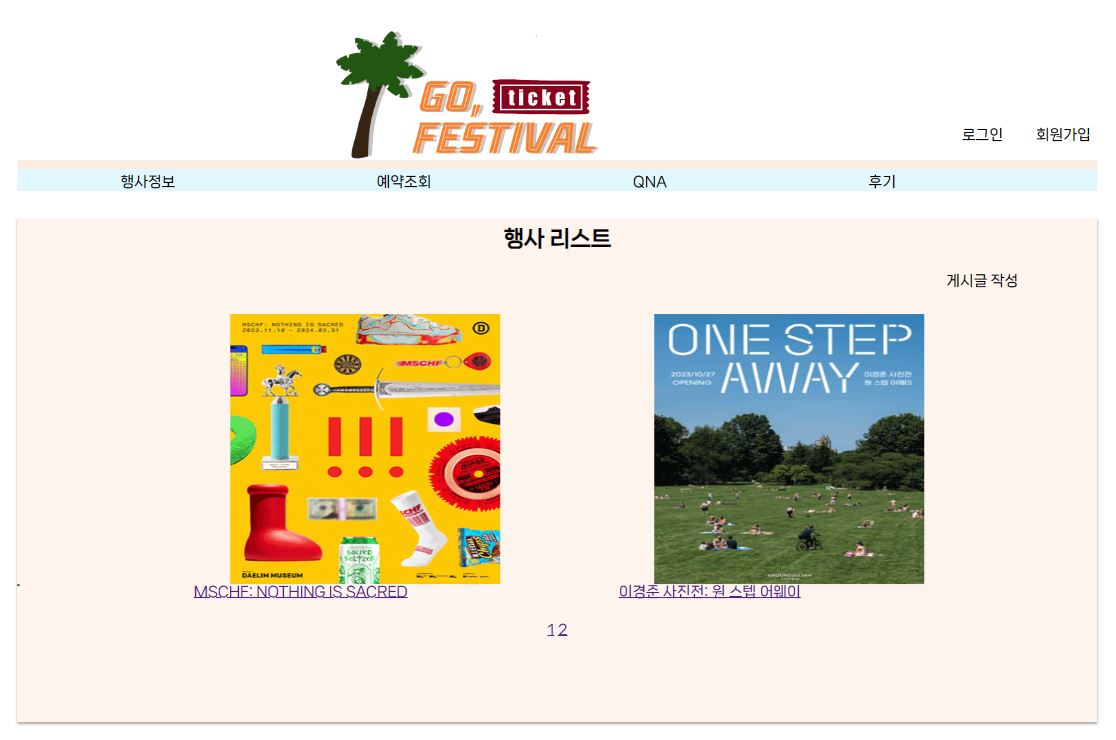 GO, ticket
FESTIVAL
로그인 회원가입
행사정보 예약조회 QNA 후기
행사 리스트
게시글 작성
MSCHF: NOTHING IS SACRED
2023.11.10 - 2024.03.31
D
MSCHF
SACRED
SELTZER
DAELIM MUSEUM
ONE STEP
AWAY
2023/10/27
OPENING
이경준 사진전
원 스텝 어웨이
MSCHF: NOTHING IS SACRED
이경준 사진전: 원 스텝 어웨이
12